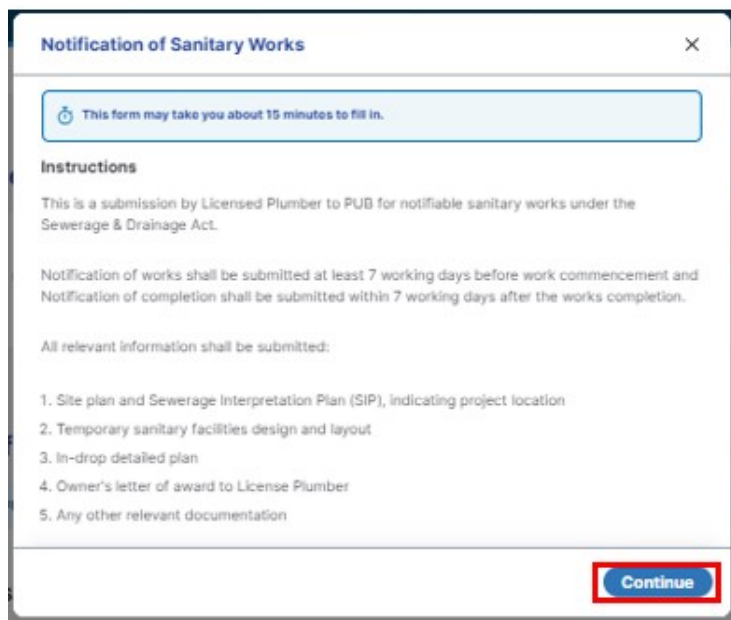 Notification of Sanitary Works
This form may take you about 15 minutes to fill in.
Instructions
This is a submission by Licensed Plumber to PUB for notifiable sanitary works under the
Sewerage & Drainage Act.
Notification of works shall be submitted at least 7 working days before work commencement and
Notification of completion shall be submitted within 7 working days after the works completion.
All relevant information shall be submitted:
1. Site plan and Sewerage Interpretation Plan (SIP), indicating project location
2. Temporary sanitary facilities design and layout
3. In-drop detailed plan
4. Owner's letter of award to License Plumber
5. Any other relevant documentation
Continue